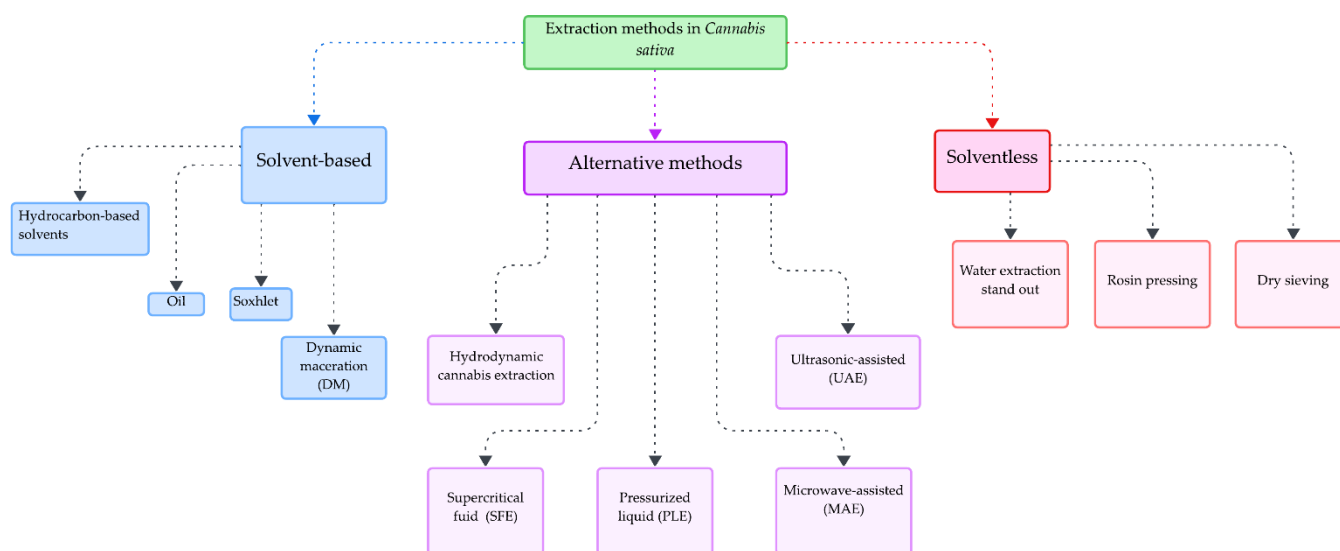 Extraction methods in Cannabis
sativa
Solvent-based
Alternative methods
Solventless
Hydrocarbon-based
solvents
Oil
Soxhlet
Dynamic
maceration
(DM)
Hydrodynamic
cannabis extraction
Ultrasonic-assisted
(UAE)
Supercritical
fuid (SFE)
Pressurized
liquid (PLE)
Microwave-assisted
(MAE)
Water extraction
stand out
Rosin pressing
Dry sieving